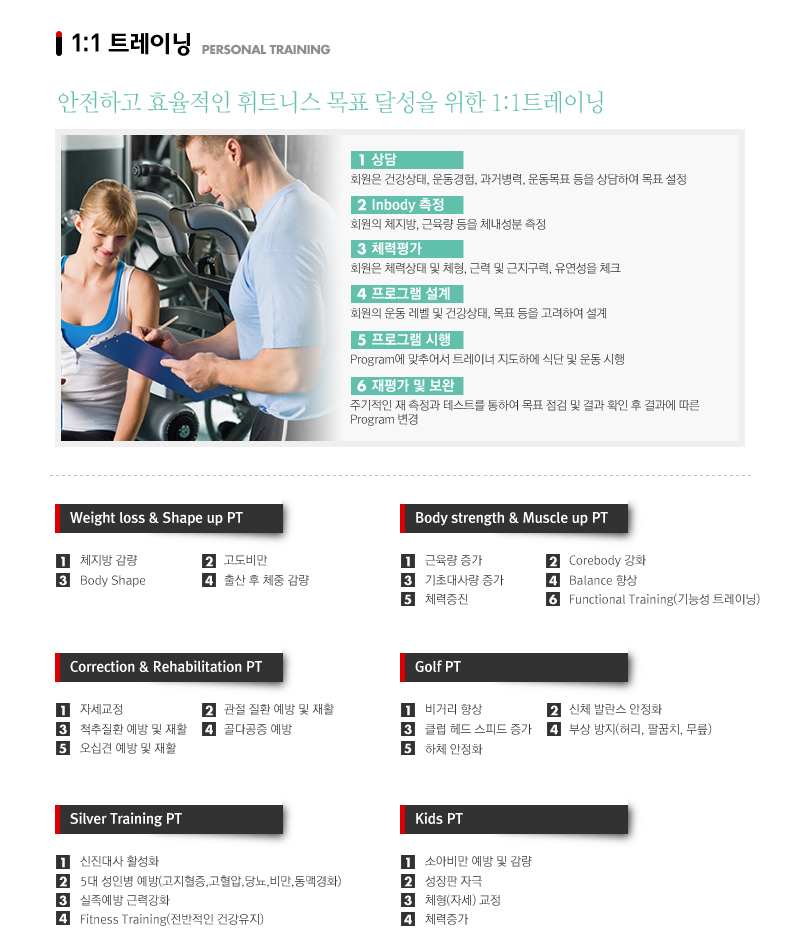 1:1 트레이닝 PERSONAL TRAINING
안전하고 효율적인 휘트니스 목표 달성을 위한 1:1트레이닝
1 상담
회원은 건강상태, 운동경험, 과거병력, 운동목표 등을 상담하여 목표 설정
2 Inbody 측정
회원의 체지방, 근육량 등을 체내성분 측정
3 체력평가
회원은 체력상태 및 체형, 근력 및 근지구력, 유연성을 체크
4 프로그램 설계
회원의 운동 레벨 및 건강상태, 목표 등을 고려하여 설계
5 프로그램 시행
Program에 맞추어서 트레이너 지도하에 식단 및 운동 시행
6 재평가 및 보완
주기적인 재 측정과 테스트를 통하여 목표 점검 및 결과 확인 후 결과에 따른
Program 변경
Weight loss & Shape up PT
1 체지방 감량 2 고도비만
3 Body Shape 4 출산 후 체중 감량
Body strength & Muscle up PT
1 근육량 증가 2 Corebody 강화
3 기초대사량 증가 4 Balance 향상
5 체력증진 6 Functional Training(기능성 트레이닝)
Correction & Rehabilitation PT
1 자세교정 2 관절 질환 예방 및 재활
3 척추질환 예방 및 재활 4 골다공증 예방
5 오십견 예방 및 재활
Golf PT
1 비거리 향상 2 신체 발란스 안정화
3 클럽 헤드 스피드 증가 4 부상 방지(허리, 팔꿈치, 무릎)
5 하체 안정화
Silver Training PT
1 신진대사 활성화
2 5대 성인병 예방(고지혈증,고혈압,당뇨,비만,동맥경화)
3 실족예방 근력강화
4 Fitness Training(전반적인 건강유지)
Kids PT
1 소아비만 예방 및 감량
2 성장판 자극
3 체형(자세) 교정
4 체력증가